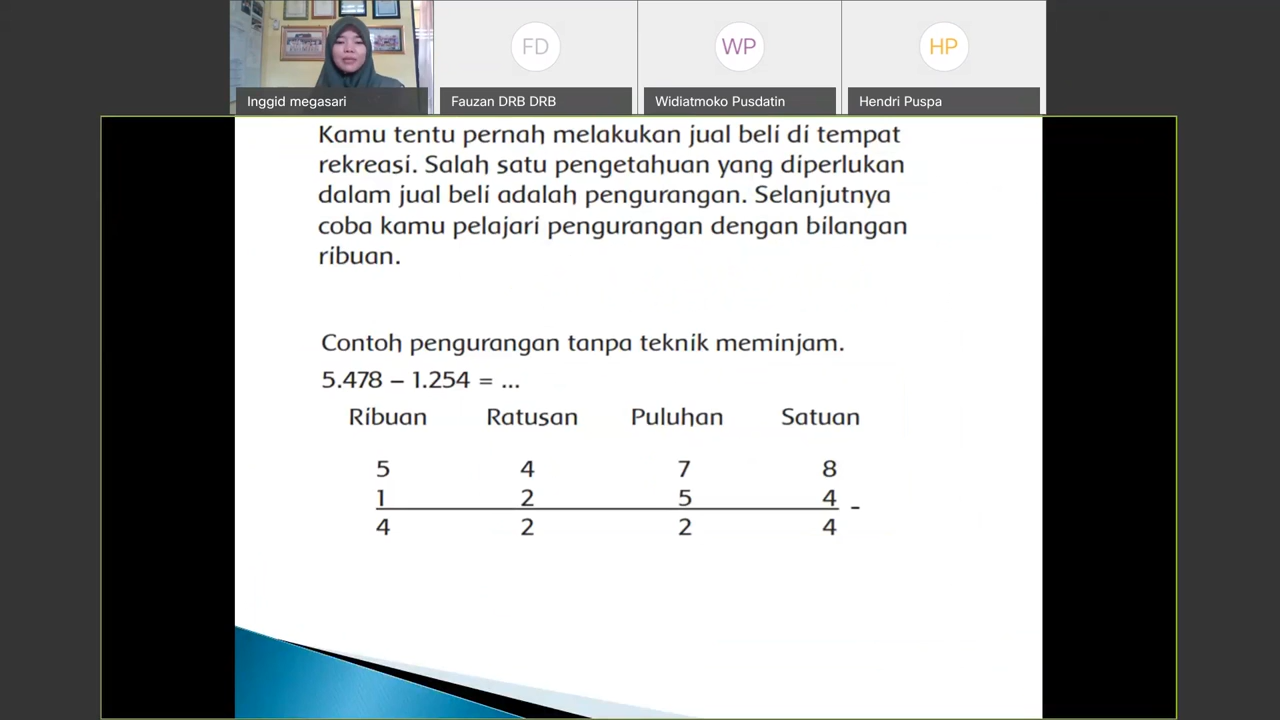 FD
WP
HP
Inggid megasari
Fauzan DRB DRB
Widiatmoko Pusdatin
Hendri Puspa
Kamu tentu pernah melakukan jual beli di tempat
rekreasi. Salah satu pengetahuan yang diperlukan
dalam jual beli adalah pengurangan. Selanjutnya
coba kamu pelajari pengurangan dengan bilangan
ribuan.
Contoh pengurangan tanpa teknik meminjam.
5.478 – 1.254 = ...
Ribuan Ratusan Puluhan Satuan
5 4 7 8
1 2 5 4 -
4 2 2 4